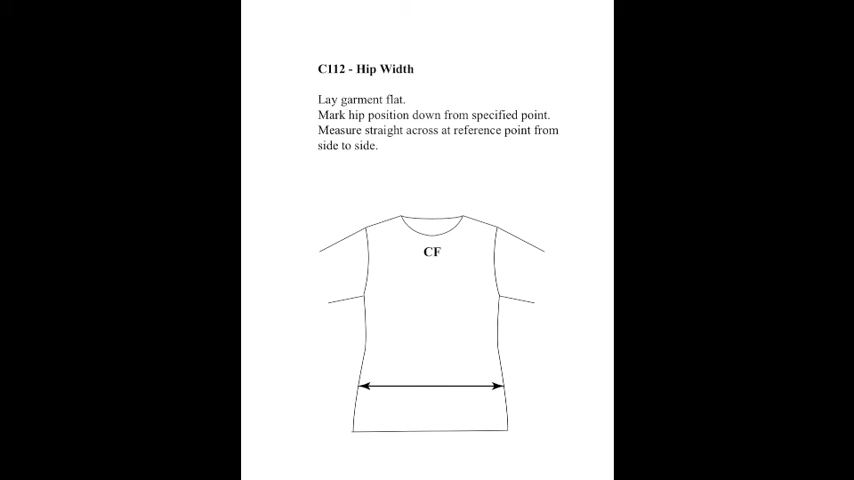 C112 - Hip Width
Lay garment flat.
Mark hip position down from specified point.
Measure straight across at reference point from
side to side.
CF